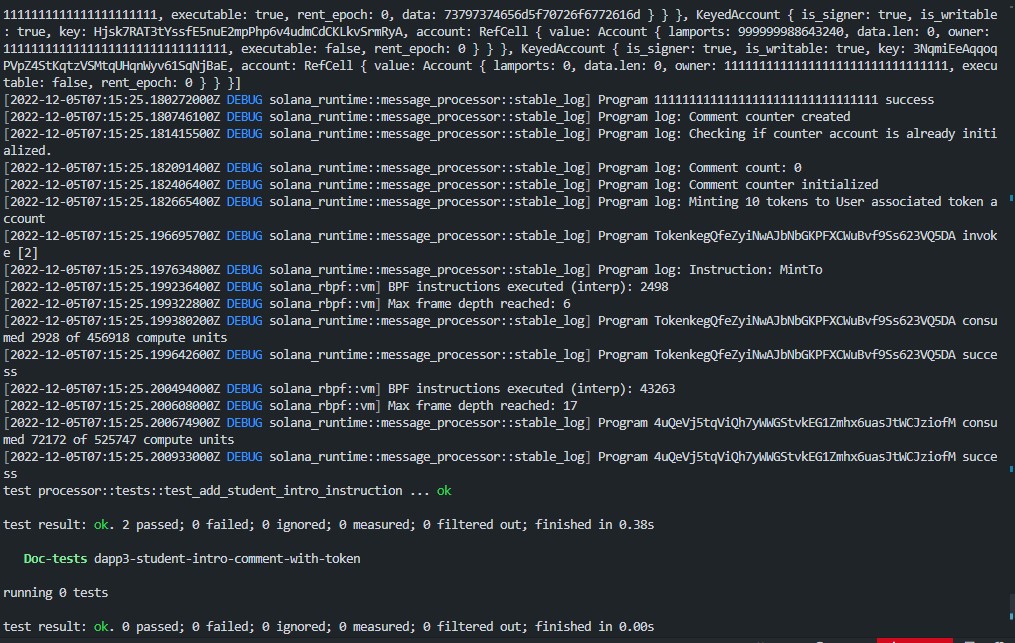 1111111111111111111111, executable: true, rent_epoch: 0, data: 73797374656d5f70726f6772616d } } }, KeyedAccount { is_signer: true, is_writable
: true, key: Hjsk7RAT3tYssfE5nuE2mpPhp6v4udmCdCKLkvSrmRyA, account: RefCell { value: Account { lamports: 999999988643240, data.len: 0, owner:
11111111111111111111111111111111, executable: false, rent_epoch: 0 } } }, KeyedAccount { is_signer: true, is_writable: true, key: 3NqmiEeAqqoq
PVpZ4StKqtzVSMtqUHqnWyv61SqNjBaE, account: RefCell { value: Account { lamports: 0, data.len: 0, owner: 11111111111111111111111111111111, execu
table: false, rent_epoch: 0 } } }]
[2022-12-05T07:15:25.180272000Z DEBUG solana_runtime::message_processor::stable_log] Program 11111111111111111111111111111111 success
[2022-12-05T07:15:25.180746100Z DEBUG solana_runtime::message_processor::stable_log] Program log: Comment counter created
[2022-12-05T07:15:25.181415500Z DEBUG solana_runtime::message_processor::stable_log] Program log: Checking if counter account is already initi
alized.
[2022-12-05T07:15:25.182091400Z DEBUG solana_runtime::message_processor::stable_log] Program log: Comment count: 0
[2022-12-05T07:15:25.182406400Z DEBUG solana_runtime::message_processor::stable_log] Program log: Comment counter initialized
[2022-12-05T07:15:25.182665400Z DEBUG solana_runtime::message_processor::stable_log] Program log: Minting 10 tokens to User associated token a
ccount
[2022-12-05T07:15:25.196695700Z DEBUG solana_runtime::message_processor::stable_log] Program TokenkegQfeZyiNwAJbNbGKPFXCWuBvf9Ss623VQ5DA invok
e [2]
[2022-12-05T07:15:25.197634800Z DEBUG solana_runtime::message_processor::stable_log] Program log: Instruction: MintTo
[2022-12-05T07:15:25.199236400Z DEBUG solana_rbpf::vm] BPF instructions executed (interp): 2498
[2022-12-05T07:15:25.199322800Z DEBUG solana_rbpf::vm] Max frame depth reached: 6
[2022-12-05T07:15:25.199380200Z DEBUG solana_runtime::message_processor::stable_log] Program TokenkegQfeZyiNwAJbNbGKPFXCWuBvf9Ss623VQ5DA consu
med 2928 of 456918 compute units
[2022-12-05T07:15:25.199642600Z DEBUG solana_runtime::message_processor::stable_log] Program TokenkegQfeZyiNwAJbNbGKPFXCWuBvf9Ss623VQ5DA succe
ss
[2022-12-05T07:15:25.200494000Z DEBUG solana_rbpf::vm] BPF instructions executed (interp): 43263
[2022-12-05T07:15:25.200608000Z DEBUG solana_rbpf::vm] Max frame depth reached: 17
[2022-12-05T07:15:25.200674900Z DEBUG solana_runtime::message_processor::stable_log] Program 4uQeVj5tqViQh7yWWGStvkEG1Zmhx6uasJtWCJziofM consu
med 72172 of 525747 compute units
[2022-12-05T07:15:25.200933000Z DEBUG solana_runtime::message_processor::stable_log] Program 4uQeVj5tqViQh7yWWGStvkEG1Zmhx6uasJtWCJziofM succe
ss
test processor::tests::test_add_student_intro_instruction ... ok
test result: ok. 2 passed; 0 failed; 0 ignored; 0 measured; 0 filtered out; finished in 0.38s
Doc-tests dapp3-student-intro-comment-with-token
running 0 tests
test result: ok. 0 passed; 0 failed; 0 ignored; 0 measured; 0 filtered out; finished in 0.00s